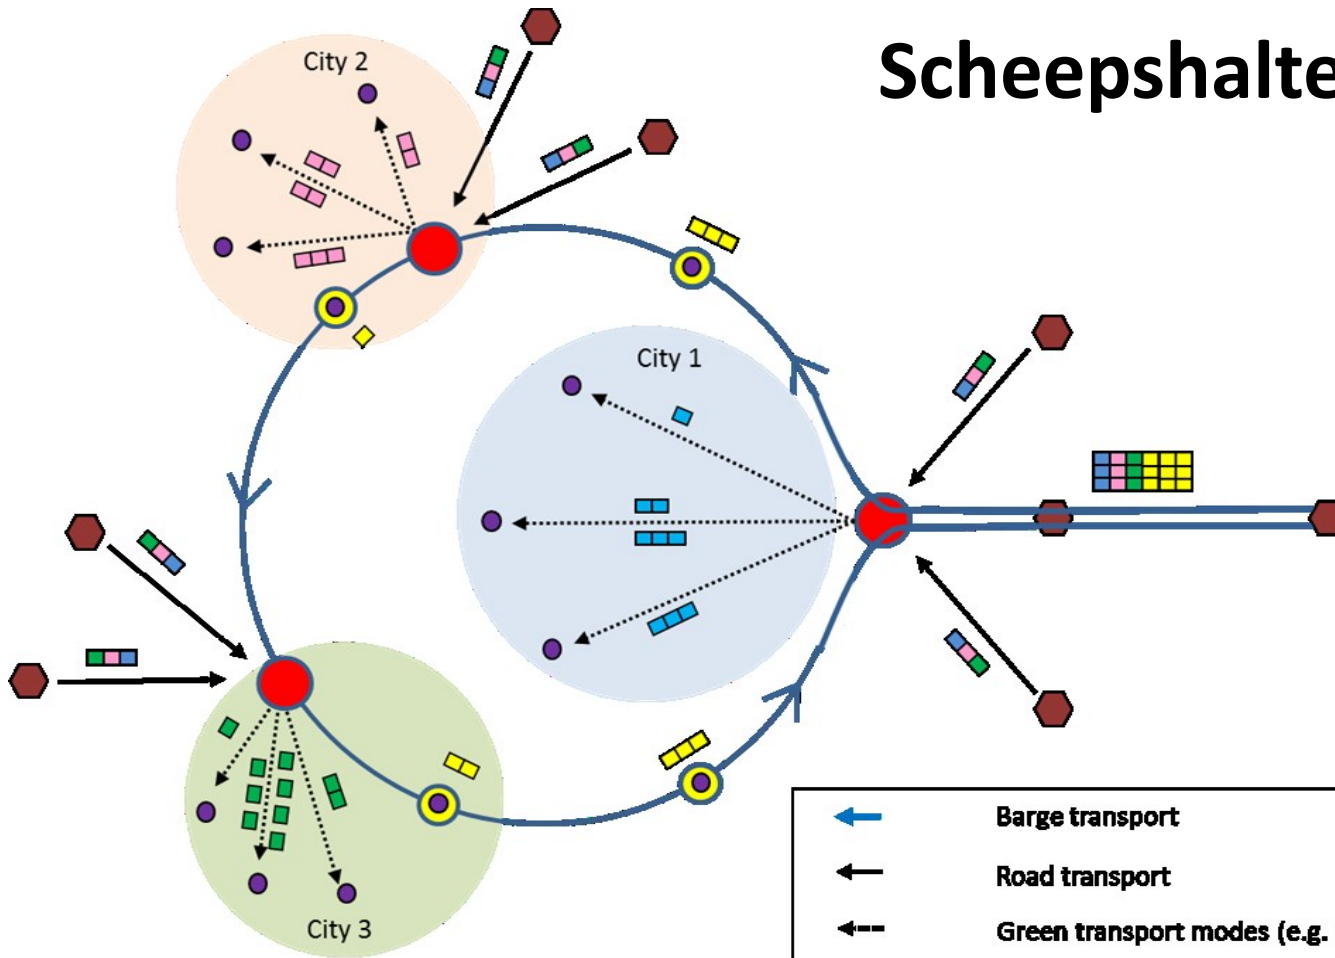 Scheepshalte
City 2
City 1
City 3
Barge transport
Road transport
Green transport modes (e.g.